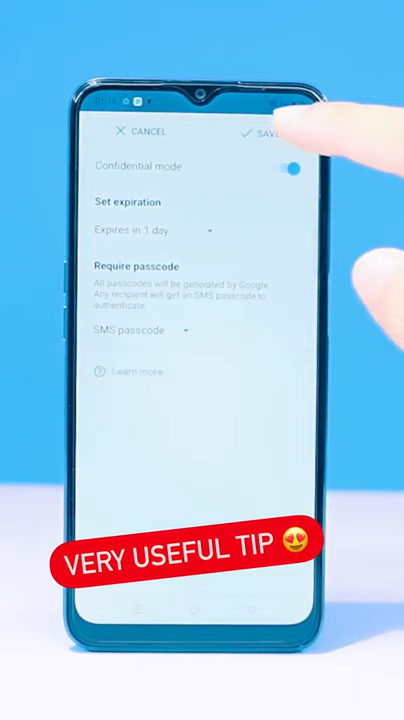 CANCEL
SAVE
Confidential mode
Set expiration
Expires in 1 day
Require passcode
All passcodes will be generated by Google.
Any recipient will get an SMS passcode to
authenticate.
SMS passcode
Learn more
VERY USEFUL TIP 😍